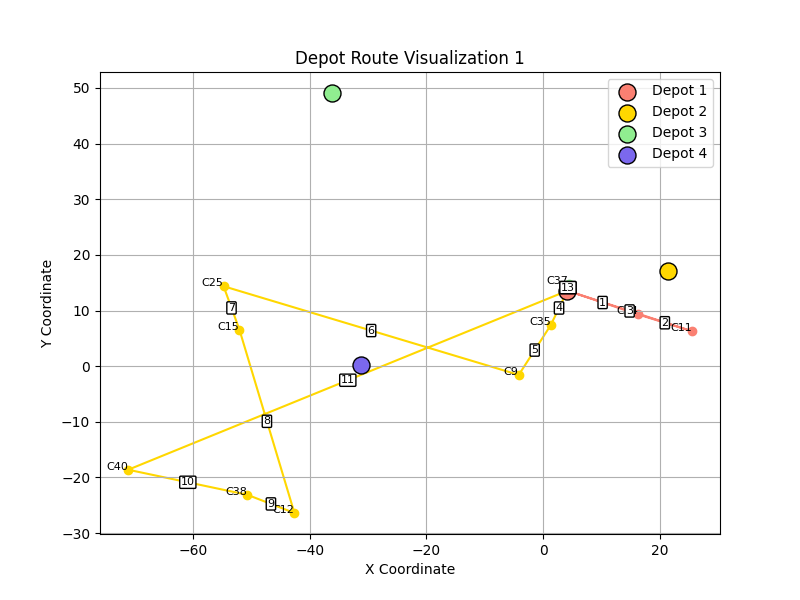 Depot Route Visualization 1
Depot 1
Depot 2
Depot 3
Depot 4
Y Coordinate
50
40
30
20
10
0
−10
−20
−30
C25
7
C15
6
C37
13
1
4
C35
3
2
C11
5
C9
11
8
C40
10
C38
9
C12
−60
−40
−20
0
20
X Coordinate